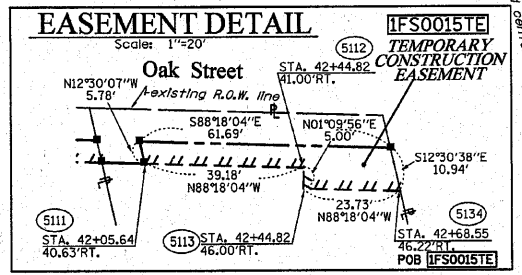 EASEMENT DETAIL
Scale: 1"=20'
1FS0015TE
TEMPORARY
CONSTRUCTION
EASEMENT
5112
STA. 42+44.82
41.00'RT.
Oak Street
N12°30'07"W
5.78'
existing R.O.W. line
S88°18'04"E
61.69'
N01°09'56"E
5.00'
S12°30'38"E
10.94'
39.18'
N88°18'04"W
23.73'
N88°18'04"W
5111
STA. 42+05.64
40.63'RT.
5113
STA. 42+44.82
46.00'RT.
5134
STA. 42+68.55
46.22'RT.
POB 1FS0015TE